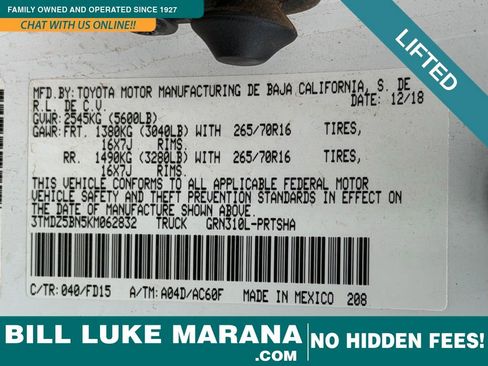 FAMILY OWNED AND OPERATED SINCE 1927
CHAT WITH US ONLINE!
LIFTED
MFD.BY:TOYOTA MOTOR MANUFACTURING DE BAJA CALIFORNIA, S. DE
R.L. DE C.V. DATE: 12/18
GVWR:2545KG (5600LB)
GAWR:FRT. 1380KG (3040LB) WITH 265/70R16 TIRES,
16X7J RIMS.
RR. 1490KG (3280LB) WITH 265/70R16 TIRES,
16X7J RIMS.
THIS VEHICLE CONFORMS TO ALL APPLICABLE FEDERAL MOTOR
VEHICLE SAFETY AND THEFT PREVENTION STANDARDS IN EFFECT ON
THE DATE OF MANUFACTURE SHOWN ABOVE.
3TMDZ5BN5KM062832 TRUCK GRN310L-PRTSHA
C/TR: 040/FD15 A/TM: A04D/AC60F MADE IN MEXICO 208
BILL LUKE MARANA
.COM
NO HIDDEN FEES!